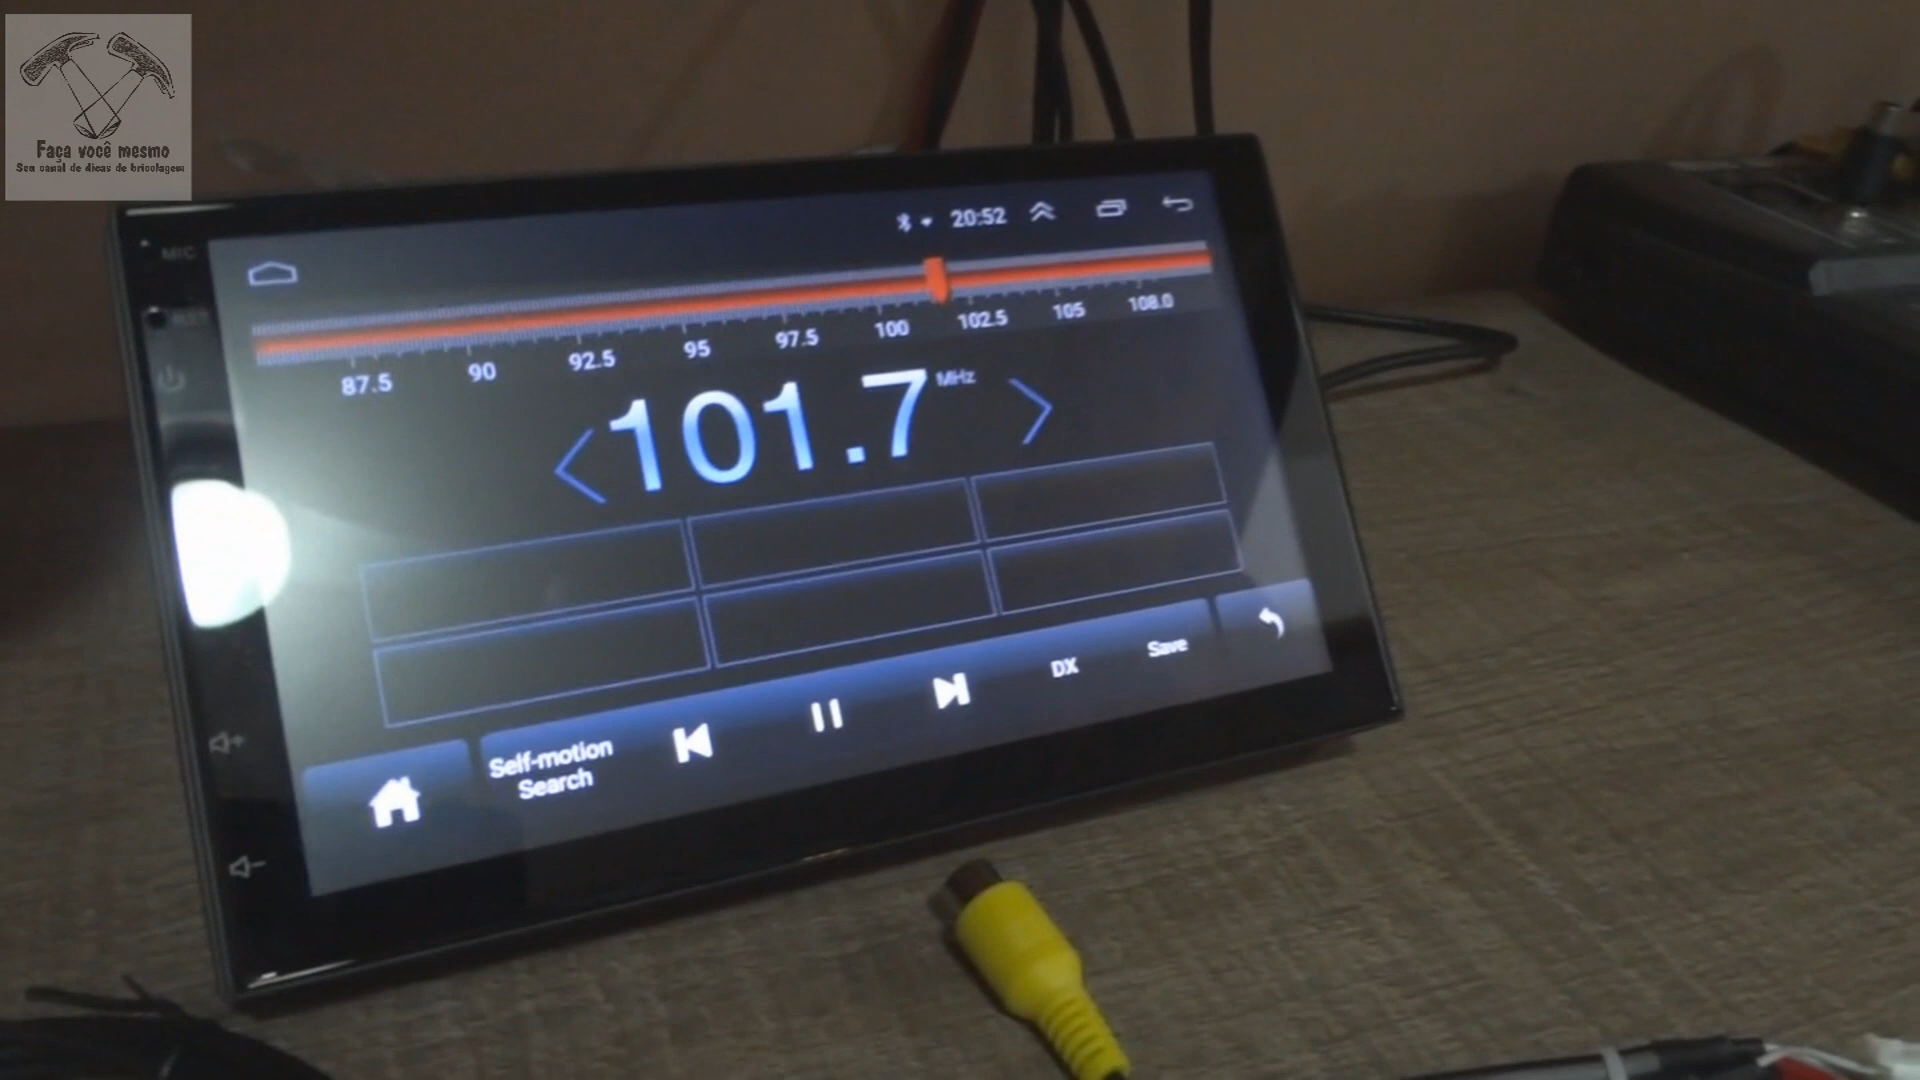 Faça você mesmo
Seu canal de dicas de bricolagem
MIC
20:52
87.5 90 92.5 95 97.5 100 102.5 105 108.0
101.7 MHz
Self-motion
Search
DX
Save